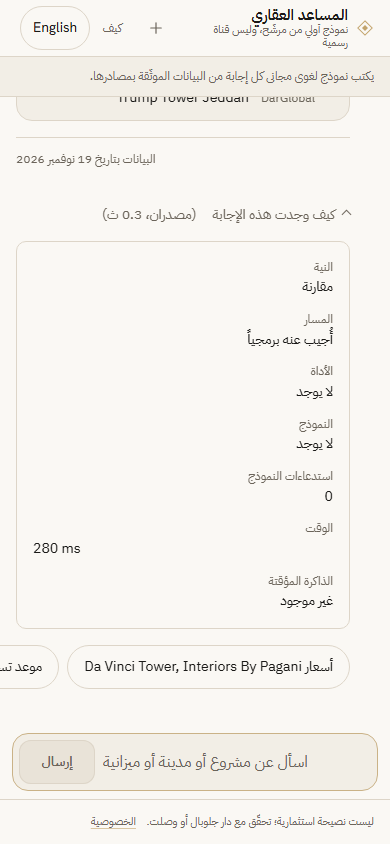 المساعد العقاري
نموذج أولي من مرشّح، وليس قناة
رسمية
كيف
English
يكتب نموذج لغوي مجاني كل إجابة من البيانات الموثّقة بمصادرها.
Trump Tower Jeddah DarGlobal
البيانات بتاريخ 19 نوفمبر 2026
كيف وجدت هذه الإجابة (مصدران، 0.3 ث)
النية
مقارنة
المسار
أُجيب عنه برمجياً
الأداة
لا يوجد
النموذج
لا يوجد
استدعاءات النموذج
0
الوقت
280 ms
الذاكرة المؤقتة
غير موجود
أسعار Da Vinci Tower, Interiors By Pagani
موعد
اسأل عن مشروع أو مدينة أو ميزانية
إرسال
ليست نصيحة استثمارية؛ تحقّق مع دار جلوبال أو وصلت.
الخصوصية